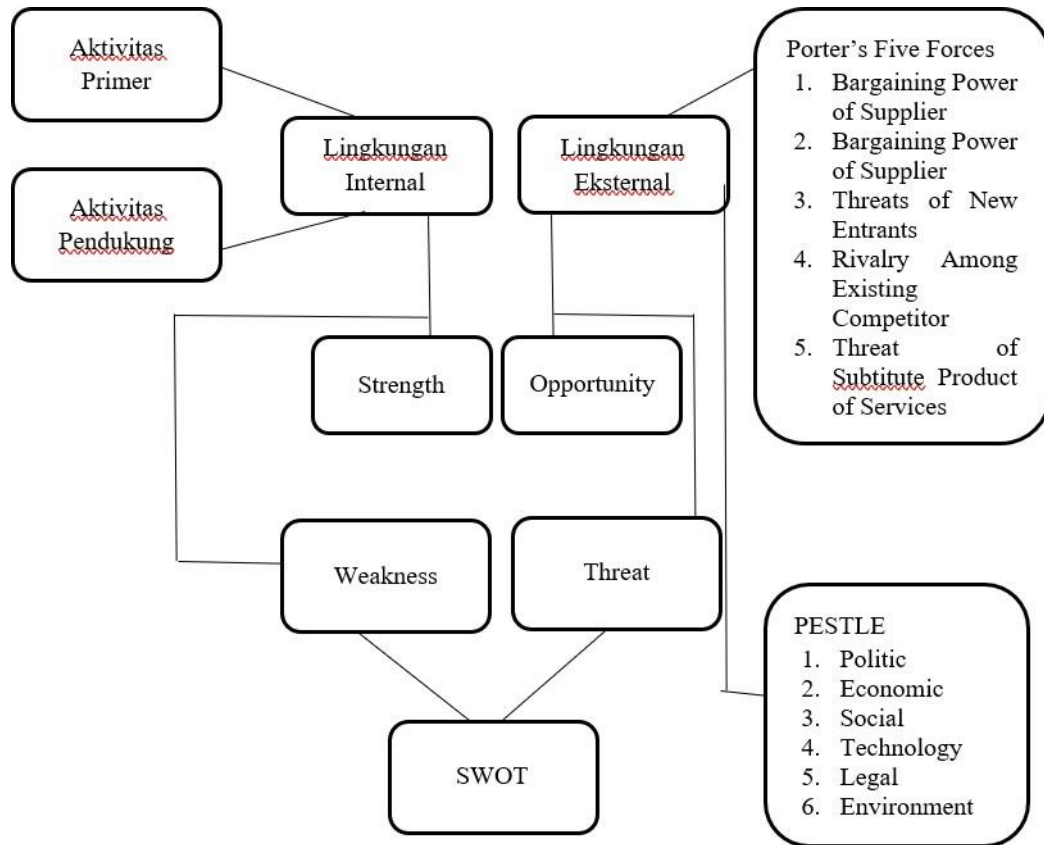 Aktivitas
Primer
Porter's Five Forces
1. Bargaining Power
of Supplier
2. Bargaining Power
of Supplier
3. Threats of New
Entrants
4. Rivalry Among
Existing
Competitor
5. Threat of
Subtitute Product
of Services
Lingkungan
Internal
Lingkungan
Eksternal
Aktivitas
Pendukung
Strength
Opportunity
Weakness
Threat
PESTLE
1. Politic
2. Economic
3. Social
4. Technology
5. Legal
6. Environment
SWOT